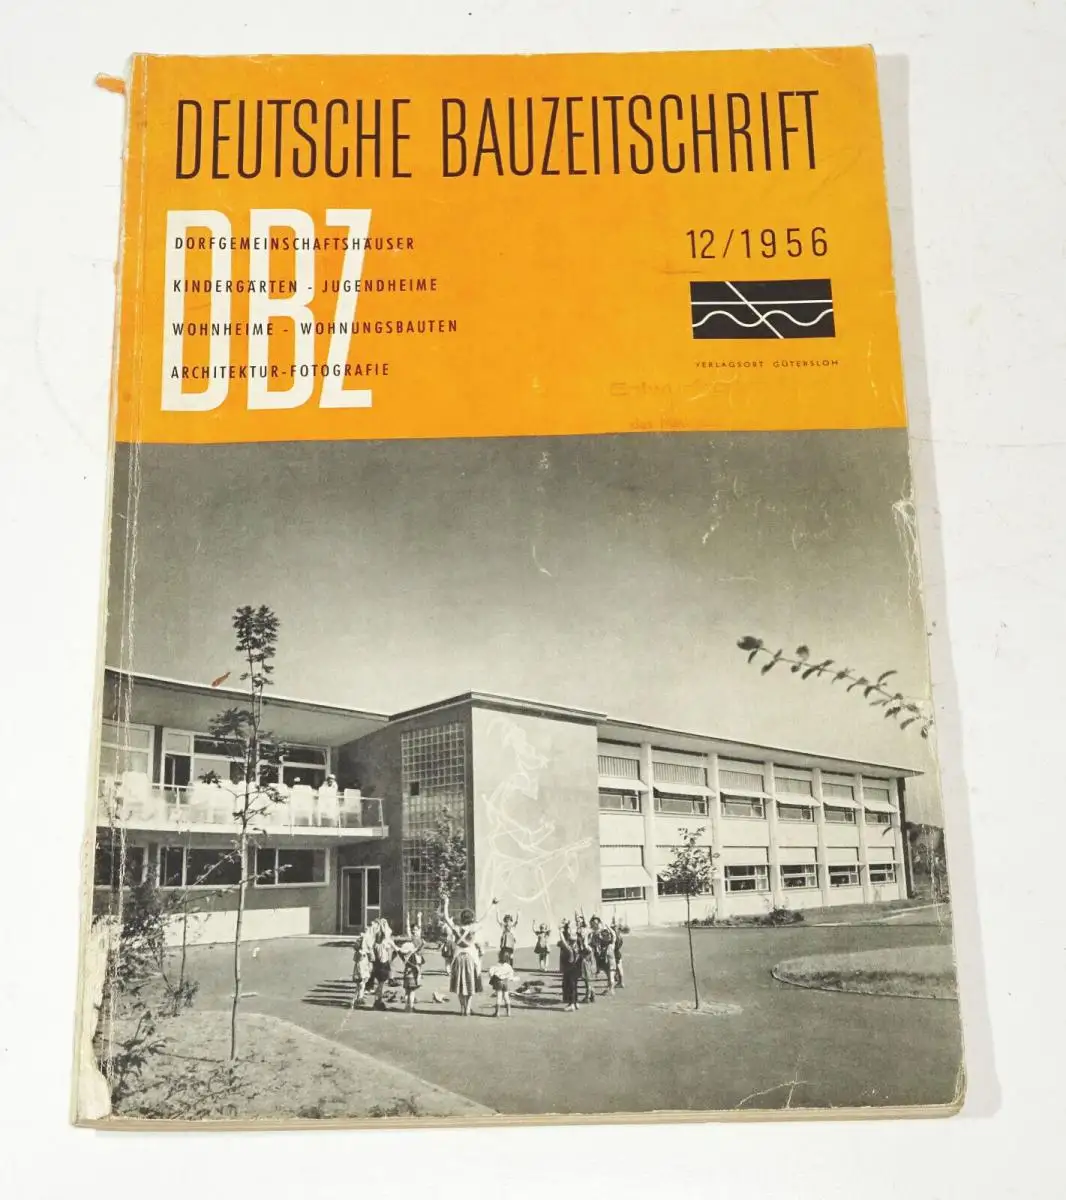 DEUTSCHE BAUZEITSCHRIFT
DBZ
DORFGEMEINSCHAFTSHÄUSER
KINDERGÄRTEN - JUGENDHEIME
WOHNHEIME - WOHNUNGSBAUTEN
ARCHITEKTUR-FOTOGRAFIE
12/1956
VERLAGSORT GÜTERSLOH